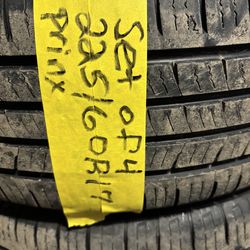 Set of 4
225/60R17
Prinx